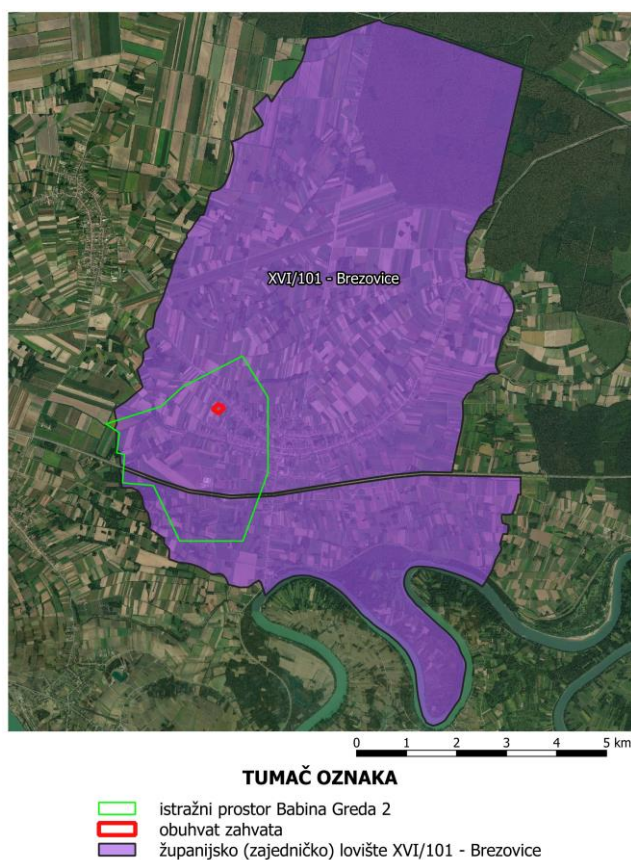 XVI/101 - Brezovice
0 1 2 3 4 5 km
TUMAČ OZNAKA
istražni prostor Babina Greda 2
obuhvat zahvata
županijsko (zajedničko) lovište XVI/101 - Brezovice